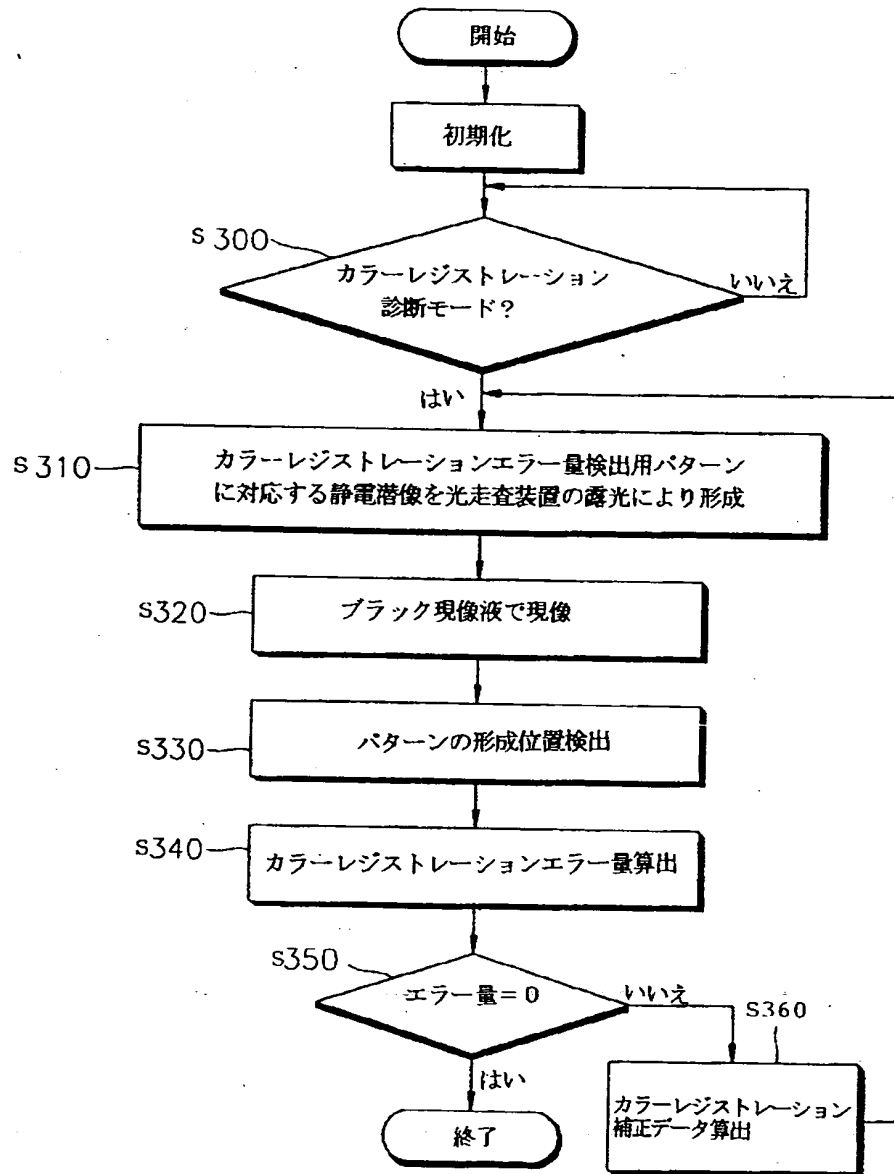 開始
初期化
S300
カラーレジストレーション
診断モード?
いいえ
はい
S310
カラーレジストレーションエラー量検出用パターン
に対応する静電潜像を光走査装置の露光により形成
S320
ブラック現像液で現像
S330
パターンの形成位置検出
S340
カラーレジストレーションエラー量算出
S350
エラー量=0
いいえ
S360
はい
カラーレジストレーション
補正データ算出
終了